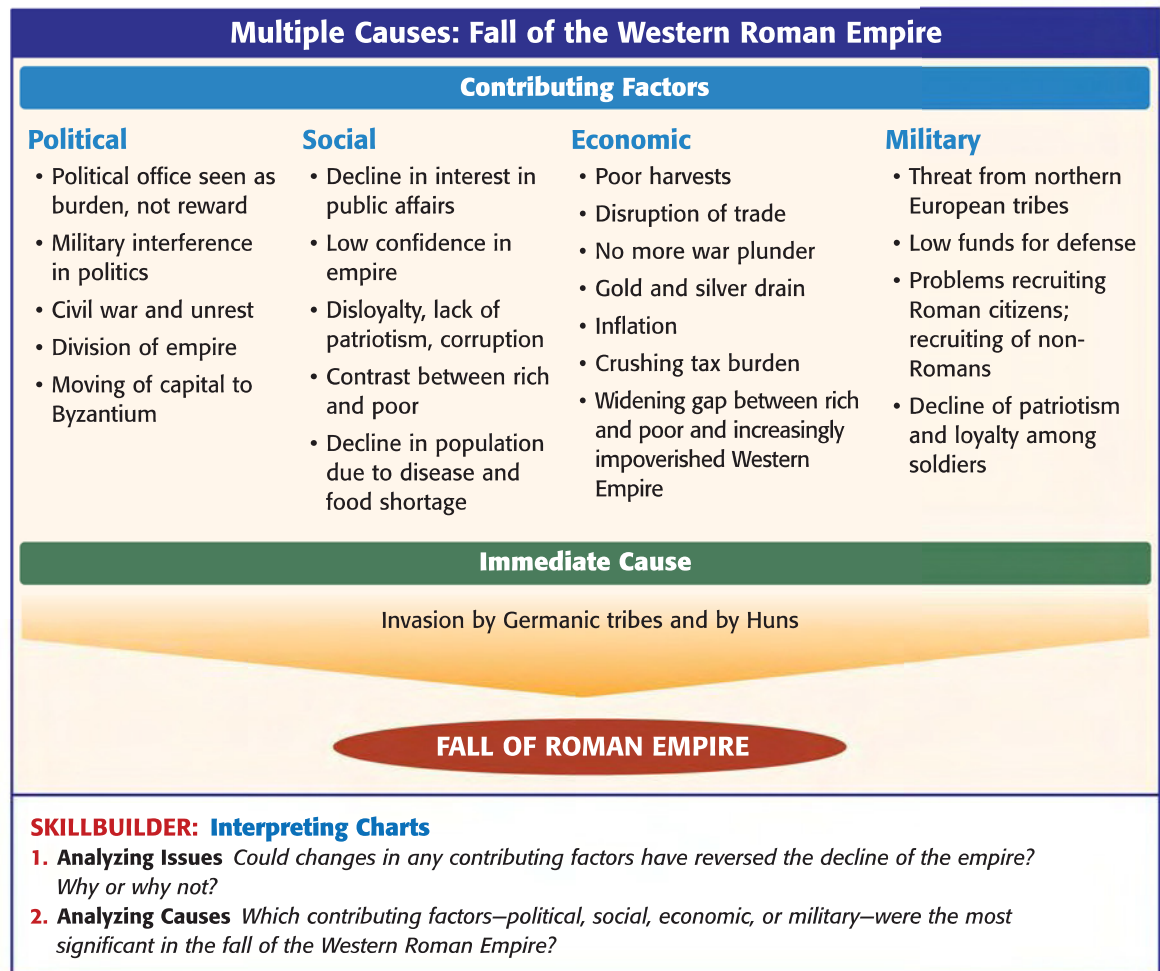 Multiple Causes: Fall of the Western Roman Empire
Contributing Factors
Political
• Political office seen as
burden, not reward
• Military interference
in politics
• Civil war and unrest
• Division of empire
• Moving of capital to
Byzantium
Social
• Decline in interest in
public affairs
• Low confidence in
empire
• Disloyalty, lack of
patriotism, corruption
• Contrast between rich
and poor
• Decline in population
due to disease and
food shortage
Economic
• Poor harvests
• Disruption of trade
• No more war plunder
• Gold and silver drain
• Inflation
• Crushing tax burden
• Widening gap between rich
and poor and increasingly
impoverished Western
Empire
Military
• Threat from northern
European tribes
• Low funds for defense
• Problems recruiting
Roman citizens;
recruiting of non-
Romans
• Decline of patriotism
and loyalty among
soldiers
Immediate Cause
Invasion by Germanic tribes and by Huns
FALL OF ROMAN EMPIRE
SKILLBUILDER: Interpreting Charts
1. Analyzing Issues Could changes in any contributing factors have reversed the decline of the empire?
Why or why not?
2. Analyzing Causes Which contributing factors—political, social, economic, or military—were the most
significant in the fall of the Western Roman Empire?